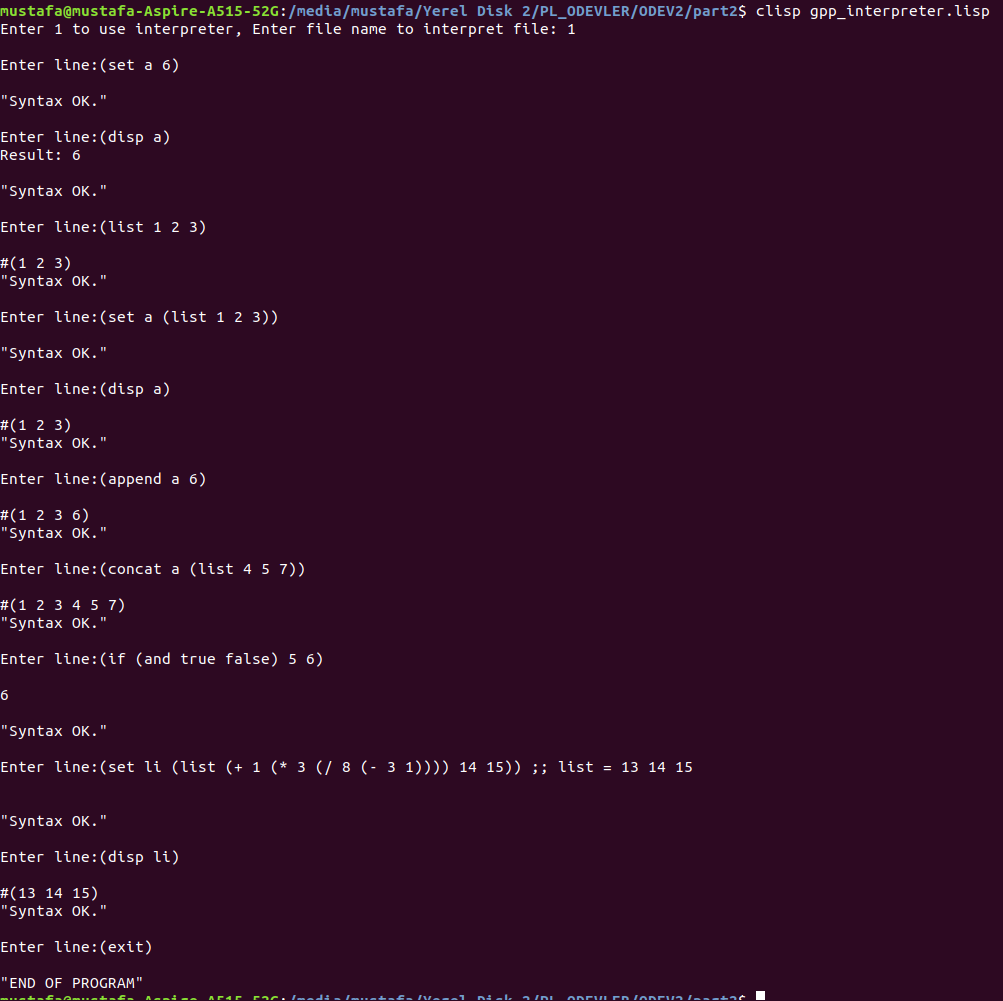 mustafa@mustafa-Aspire-A515-52G:/media/mustafa/Yerel Disk 2/PL_ODEVLER/ODEV2/part2$ clisp gpp_interpreter.lisp
Enter 1 to use interpreter, Enter file name to interpret file: 1
Enter line:(set a 6)
"Syntax OK."
Enter line:(disp a)
Result: 6
"Syntax OK."
Enter line:(list 1 2 3)
#(1 2 3)
"Syntax OK."
Enter line:(set a (list 1 2 3))
"Syntax OK."
Enter line:(disp a)
#(1 2 3)
"Syntax OK."
Enter line:(append a 6)
#(1 2 3 6)
"Syntax OK."
Enter line:(concat a (list 4 5 7))
#(1 2 3 4 5 7)
"Syntax OK."
Enter line:(if (and true false) 5 6)
6
"Syntax OK."
Enter line:(set li (list (+ 1 (* 3 (/ 8 (- 3 1)))) 14 15)) ;; list = 13 14 15
"Syntax OK."
Enter line:(disp li)
#(13 14 15)
"Syntax OK."
Enter line:(exit)
"END OF PROGRAM"
mustafa@mustafa-Aspire-A515-52G:/media/mustafa/Yerel Disk 2/PL_ODEVLER/ODEV2/part2$